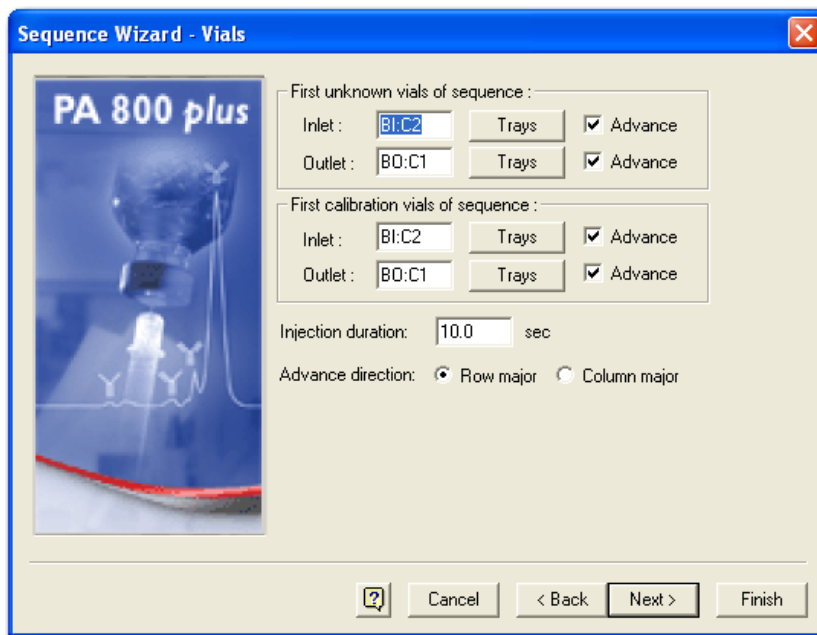 Sequence Wizard - Vials
PA 800 plus
First unknown vials of sequence :
Inlet : BI:C2 Trays Advance
Outlet : BO:C1 Trays Advance
First calibration vials of sequence :
Inlet : BI:C2 Trays Advance
Outlet : BO:C1 Trays Advance
Injection duration: 10.0 sec
Advance direction: Row major Column major
? Cancel < Back Next > Finish